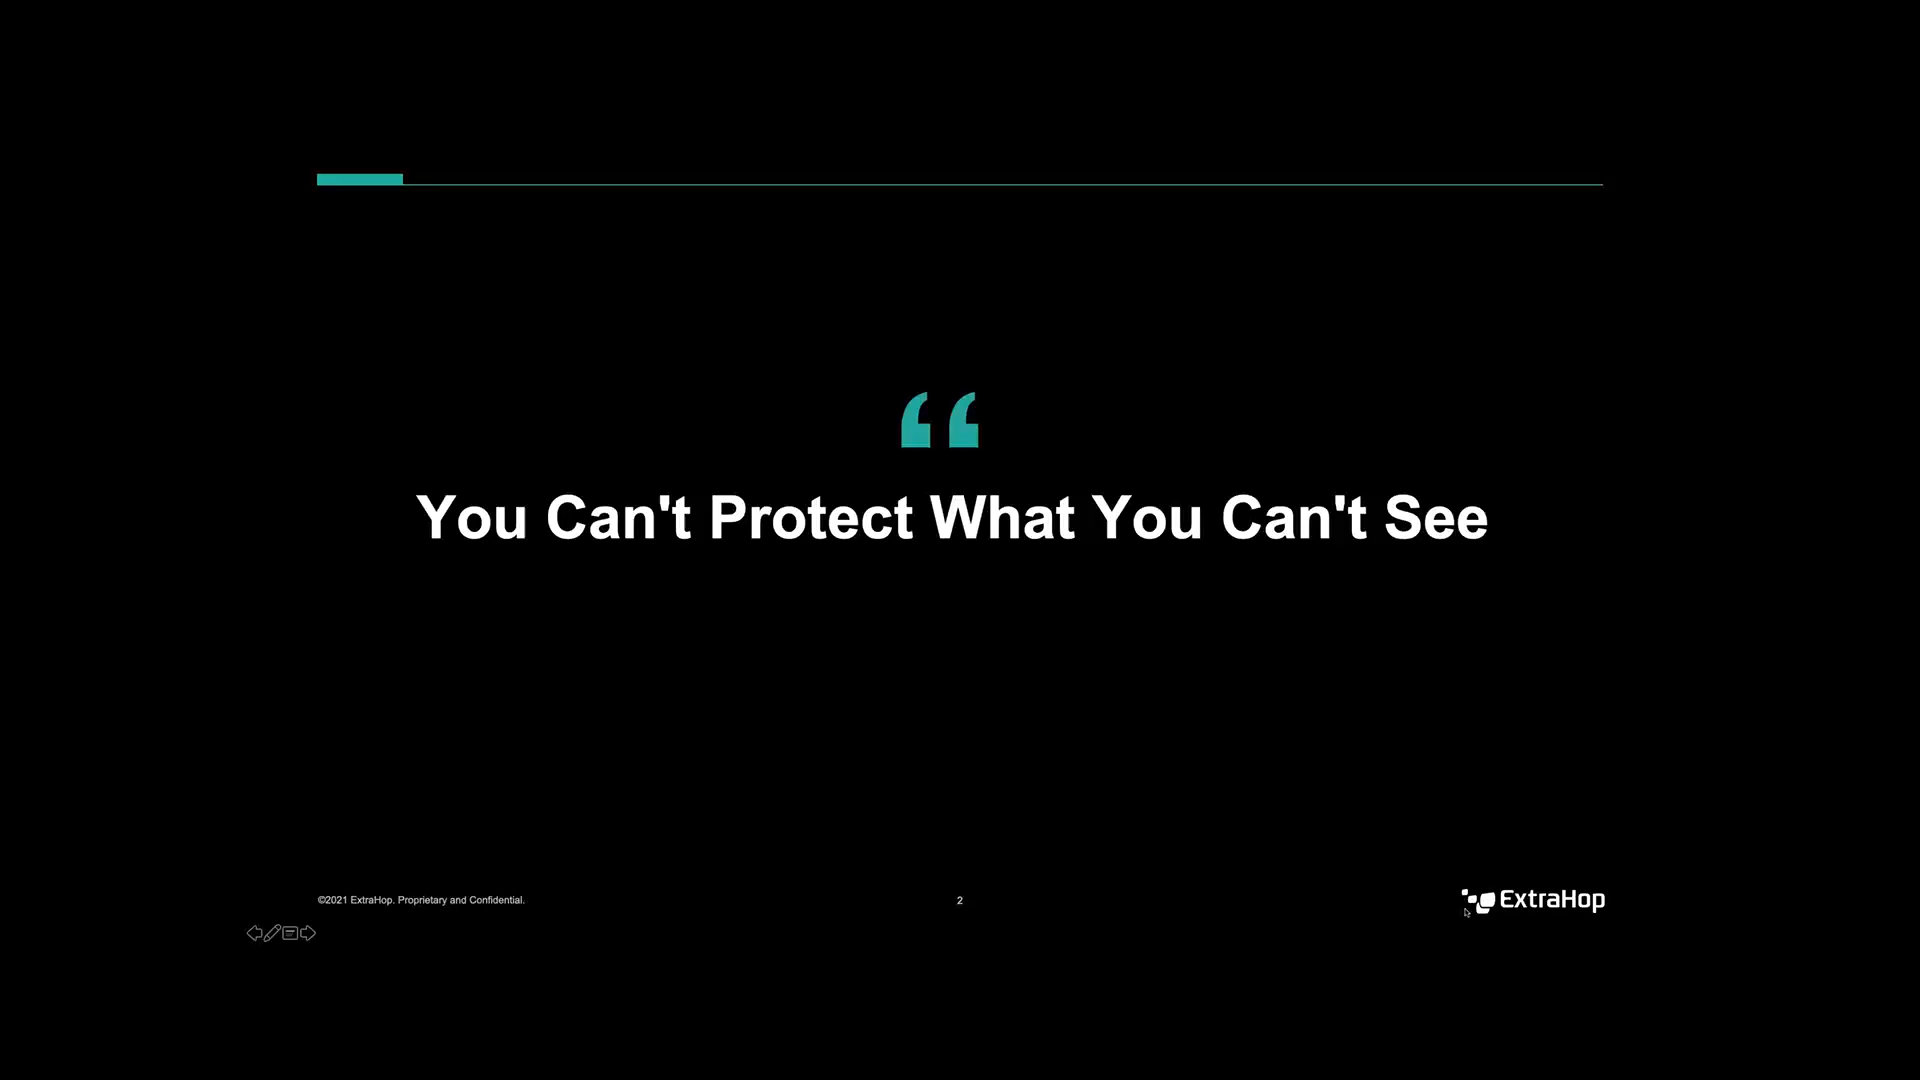 “
You Can't Protect What You Can't See
©2021 ExtraHop. Proprietary and Confidential.
2
ExtraHop